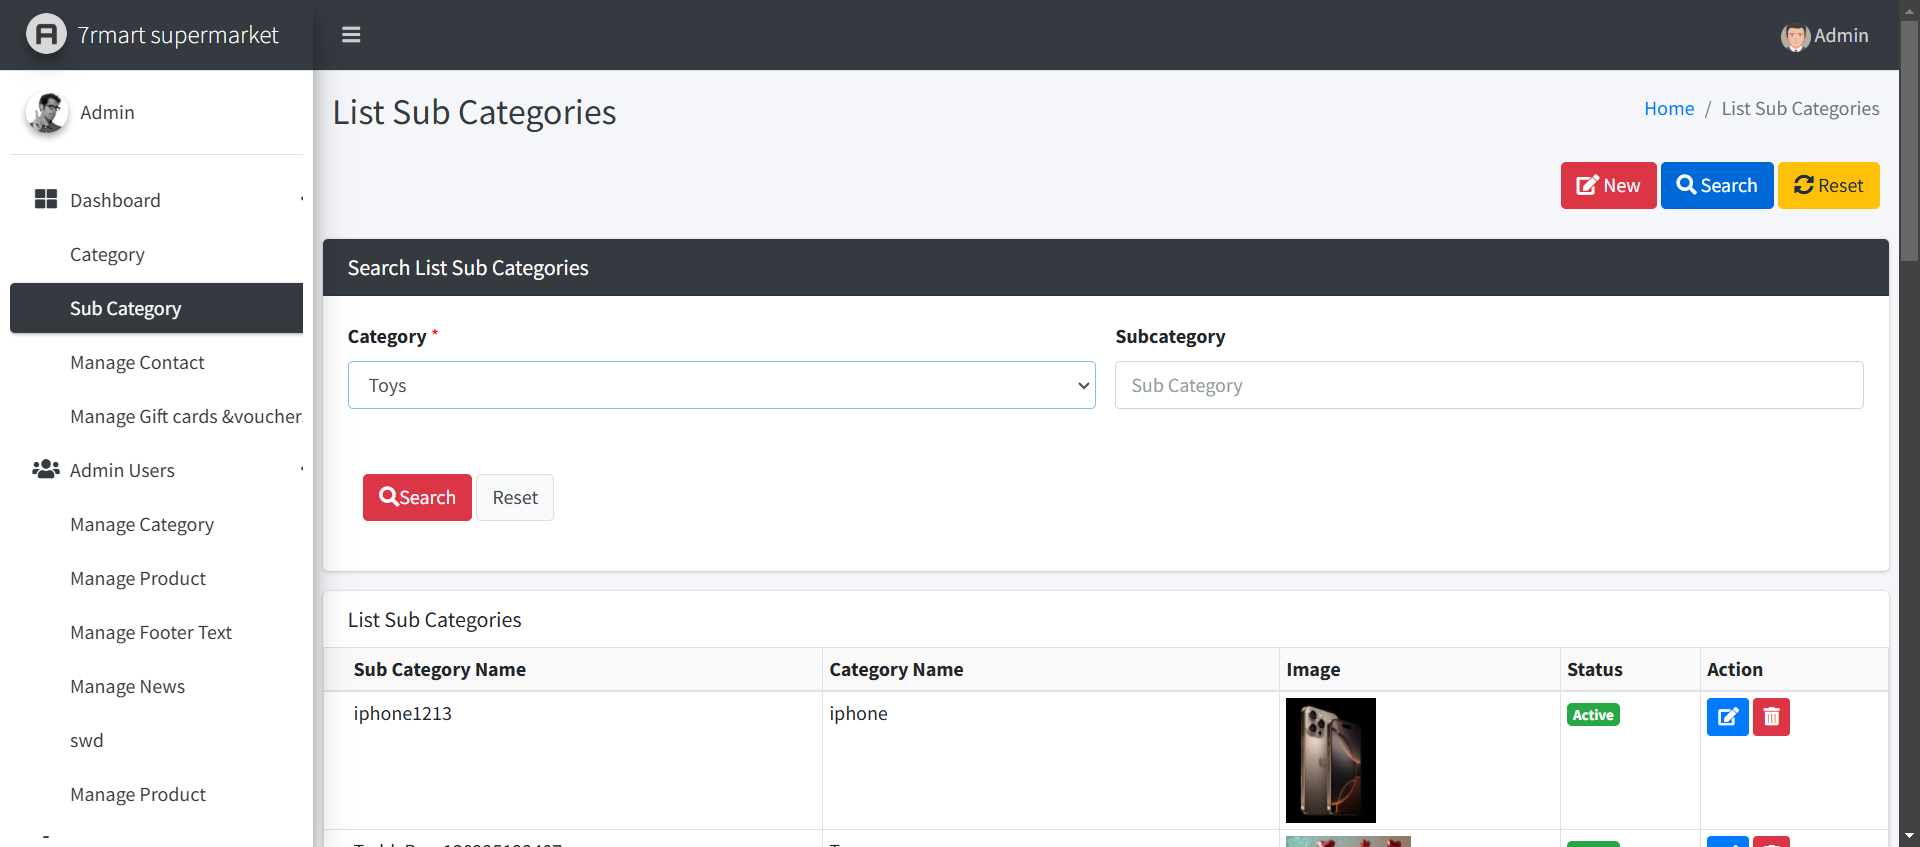 7rmart supermarket
Admin
Admin
List Sub Categories
Home / List Sub Categories
New
Search
Reset
Dashboard
Category
Sub Category
Manage Contact
Manage Gift cards &voucher
Admin Users
Manage Category
Manage Product
Manage Footer Text
Manage News
swd
Manage Product
Search List Sub Categories
Category *
Subcategory
Toys
Sub Category
Search
Reset
List Sub Categories
Sub Category Name
Category Name
Image
Status
Action
iphone1213
iphone
Active